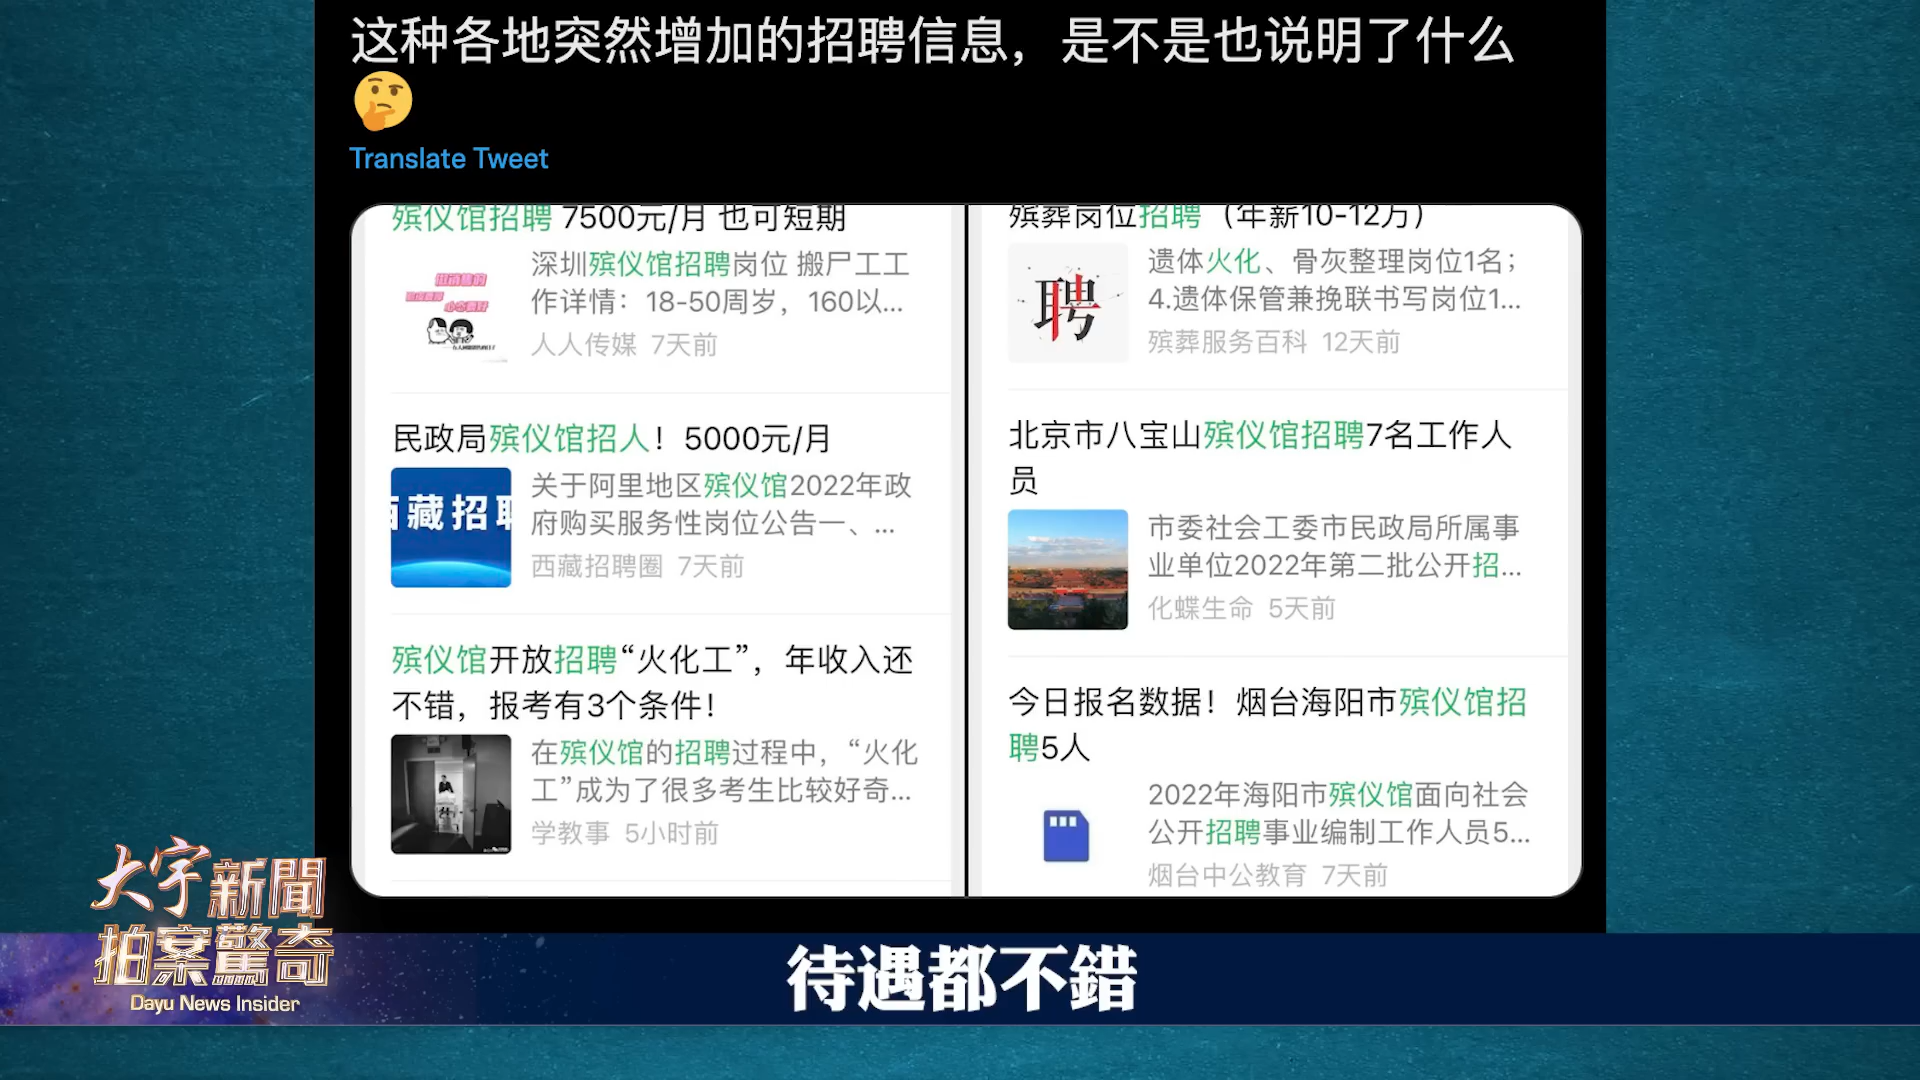 这种各地突然增加的招聘信息，是不是也说明了什么
Translate Tweet
殡仪馆招聘 7500元/月 也可短期
深圳殡仪馆招聘岗位 搬尸工工
作详情：18-50周岁，160以...
人人传媒 7天前
民政局殡仪馆招人！5000元/月
西藏招聘
关于阿里地区殡仪馆2022年政
府购买服务性岗位公告一、...
西藏招聘圈 7天前
殡仪馆开放招聘“火化工”，年收入还
不错，报考有3个条件！
在殡仪馆的招聘过程中，“火化
工”成为了很多考生比较好奇...
学教事 5小时前
殡葬岗位招聘（年薪10-12万）
聘
遗体火化、骨灰整理岗位1名；
4.遗体保管兼挽联书写岗位1...
殡葬服务百科 12天前
北京市八宝山殡仪馆招聘7名工作人
员
市委社会工委市民政局所属事
业单位2022年第二批公开招...
化蝶生命 5天前
今日报名数据！烟台海阳市殡仪馆招
聘5人
2022年海阳市殡仪馆面向社会
公开招聘事业编制工作人员5...
烟台中公教育 7天前
大宇新聞
拍案驚奇
Dayu News Insider
待遇都不錯